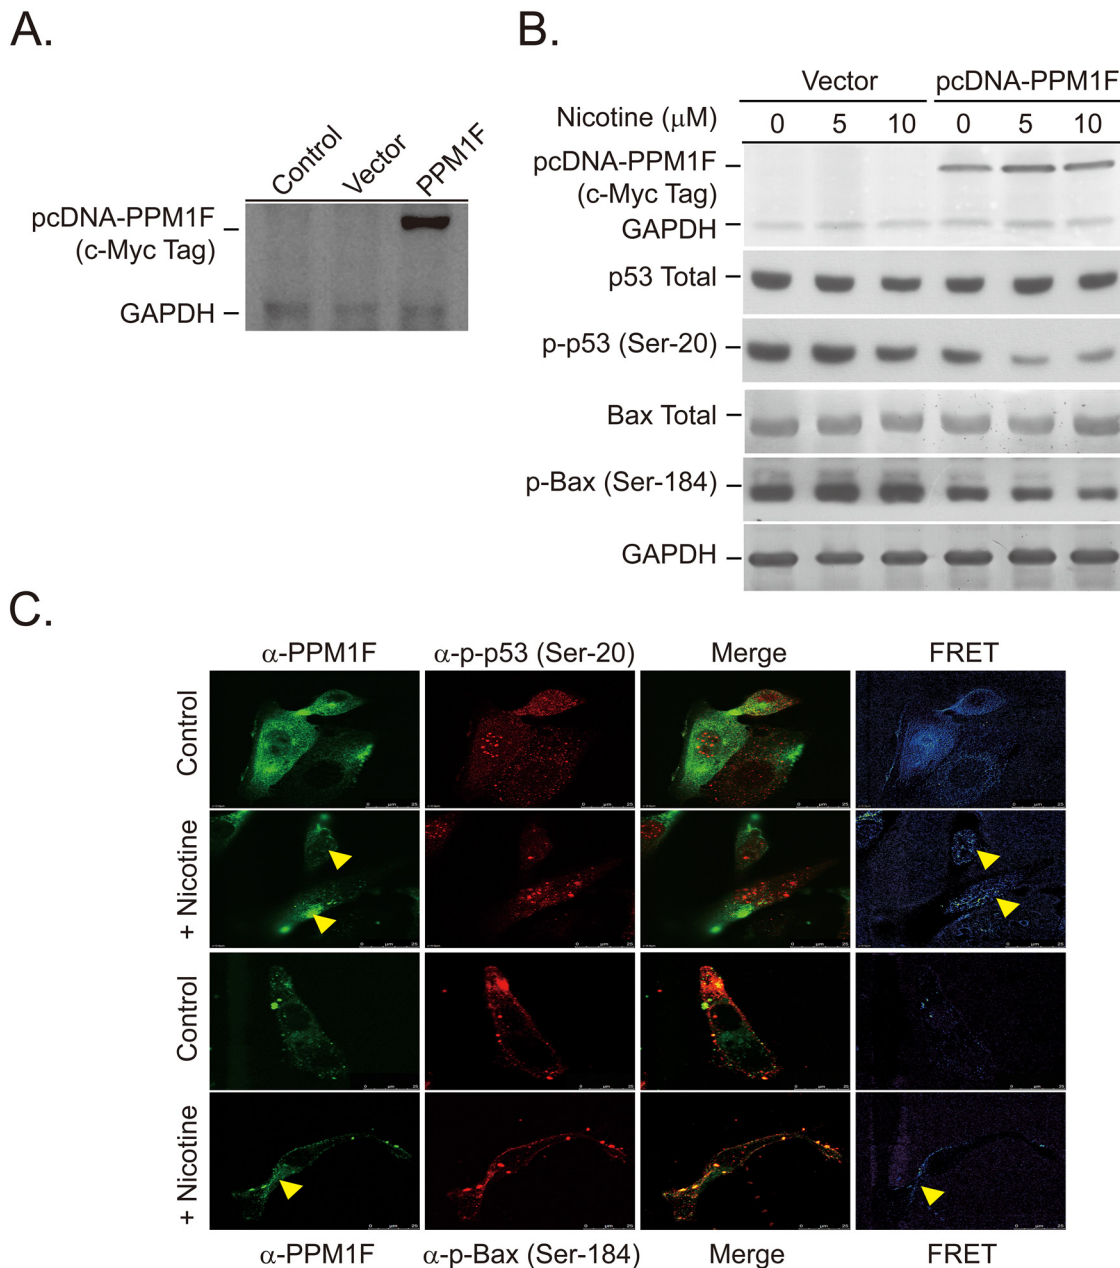 A.
Control
Vector
PPM1F
pcDNA-PPM1F
(c-Myc Tag)
GAPDH
B.
Vector pcDNA-PPM1F
Nicotine (μM) 0 5 10 0 5 10
pcDNA-PPM1F
(c-Myc Tag)
GAPDH
p53 Total
p-p53 (Ser-20)
Bax Total
p-Bax (Ser-184)
GAPDH
C.
α-PPM1F α-p-p53 (Ser-20) Merge FRET
Control
+ Nicotine
Control
+ Nicotine
α-PPM1F α-p-Bax (Ser-184) Merge FRET